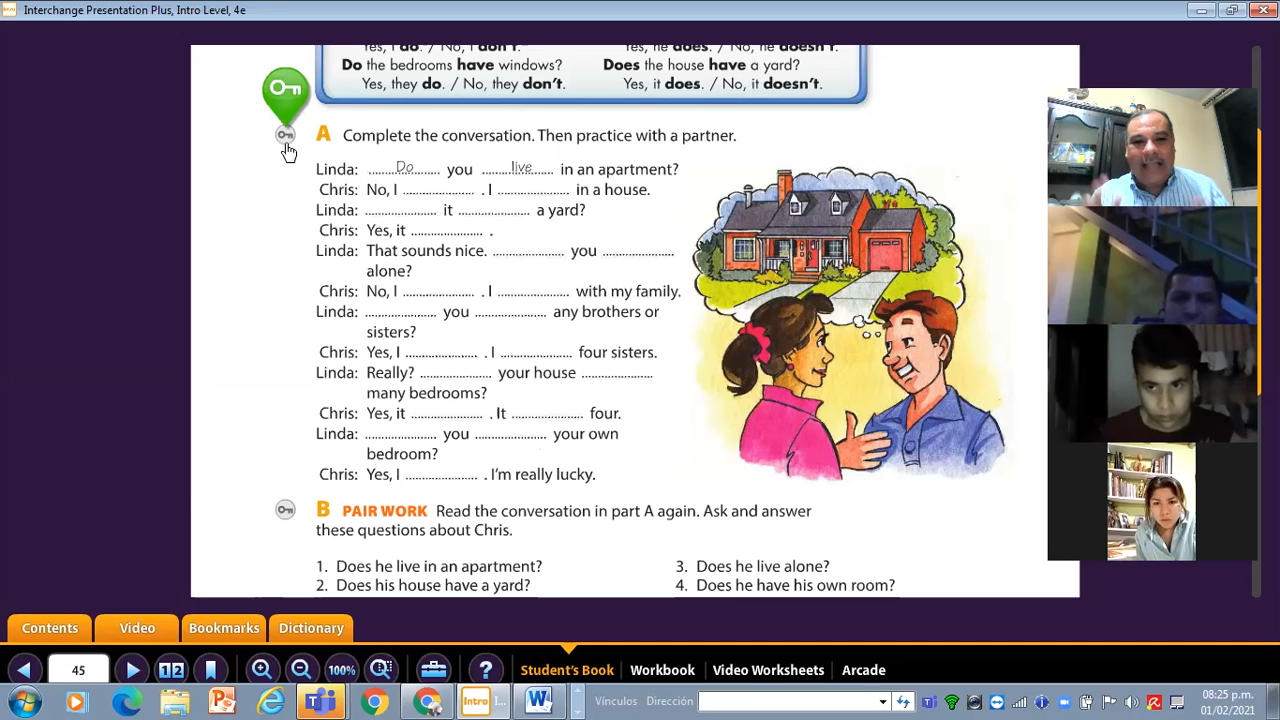 Interchange Presentation Plus, Intro Level, 4e
Yes, I do. / No, I don't. Yes, he does. / No, he doesn't.
Do the bedrooms have windows? Does the house have a yard?
Yes, they do. / No, they don't. Yes, it does. / No, it doesn't.
A Complete the conversation. Then practice with a partner.
Linda: Do you live in an apartment?
Chris: No, I .................. . I .................. in a house.
Linda: .................. it .................. a yard?
Chris: Yes, it .................. .
Linda: That sounds nice. .................. you ..................
alone?
Chris: No, I .................. . I .................. with my family.
Linda: .................. you .................. any brothers or
sisters?
Chris: Yes, I .................. . I .................. four sisters.
Linda: Really? .................. your house ..................
many bedrooms?
Chris: Yes, it .................. . It .................. four.
Linda: .................. you .................. your own
bedroom?
Chris: Yes, I .................. . I'm really lucky.
B PAIR WORK Read the conversation in part A again. Ask and answer
these questions about Chris.
1. Does he live in an apartment? 3. Does he live alone?
2. Does his house have a yard? 4. Does he have his own room?
Contents Video Bookmarks Dictionary
45 12 100% ? Student's Book Workbook Video Worksheets Arcade
Intro I... Vínculos Dirección 08:25 p.m.
01/02/2021